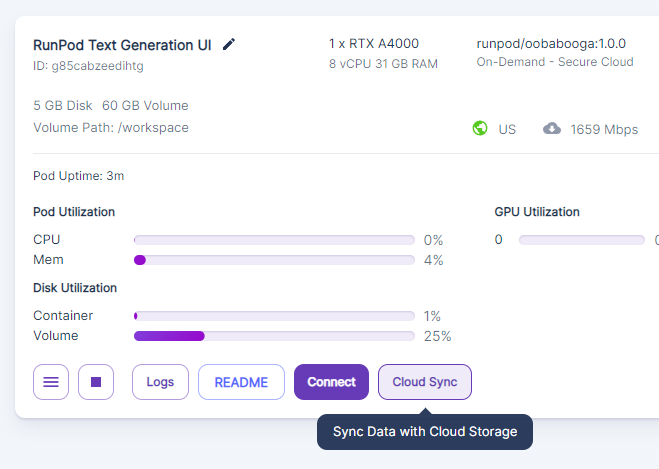 RunPod Text Generation UI
ID: g85cabzeedihtg
1 x RTX A4000
8 vCPU 31 GB RAM
runpod/oobabooga:1.0.0
On-Demand - Secure Cloud
5 GB Disk 60 GB Volume
Volume Path: /workspace
US 1659 Mbps
Pod Uptime: 3m
Pod Utilization
CPU 0%
Mem 4%
Disk Utilization
Container 1%
Volume 25%
GPU Utilization
0
Logs README Connect Cloud Sync
Sync Data with Cloud Storage